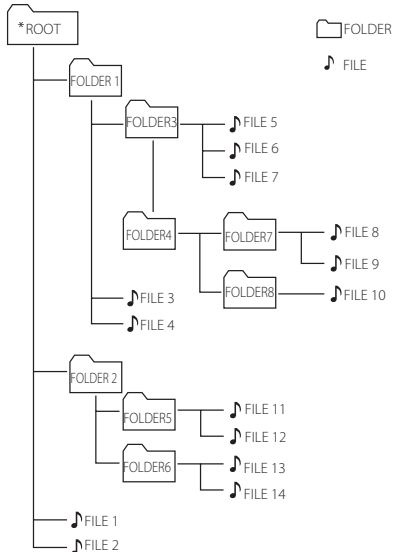 *ROOT
FOLDER
FILE
FOLDER 1
FOLDER3
FILE 5
FILE 6
FILE 7
FOLDER4
FOLDER7
FILE 8
FILE 9
FOLDER8
FILE 10
FILE 3
FILE 4
FOLDER 2
FOLDER5
FILE 11
FILE 12
FOLDER6
FILE 13
FILE 14
FILE 1
FILE 2